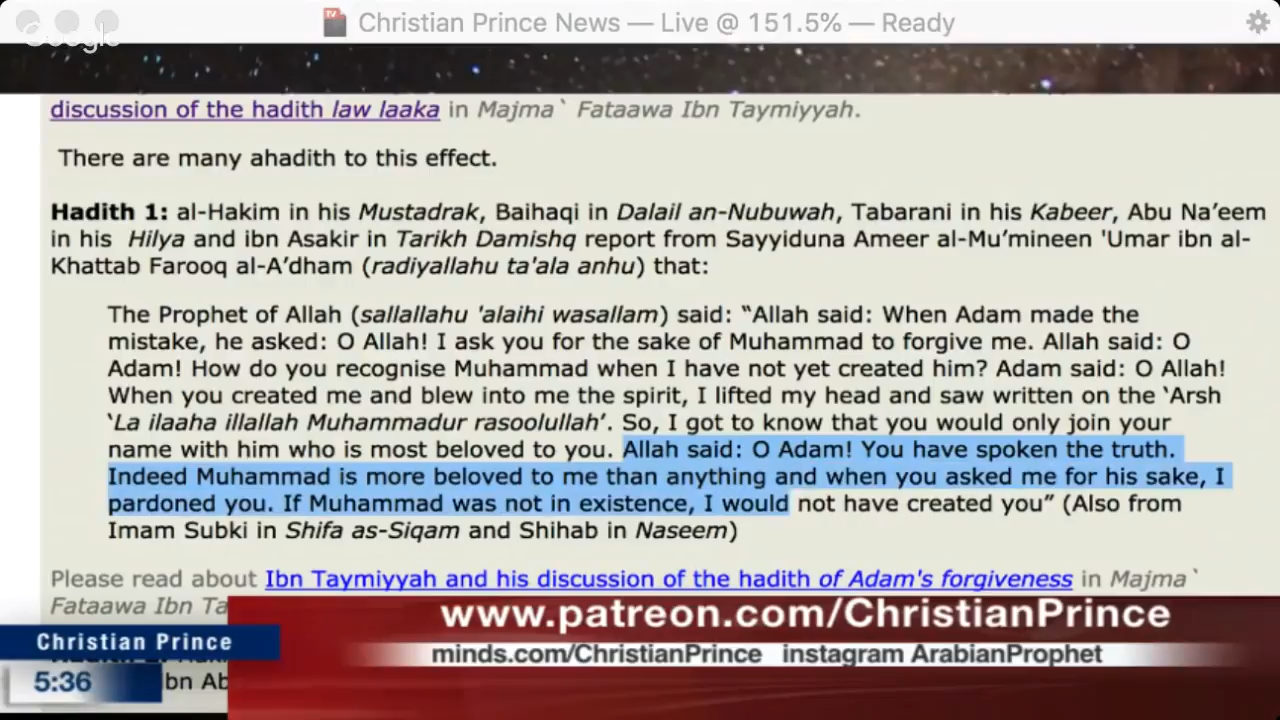 Christian Prince News — Live @ 151.5% — Ready
Google
discussion of the hadith law laaka in Majma` Fataawa Ibn Taymiyyah.
There are many ahadith to this effect.
Hadith 1: al-Hakim in his Mustadrak, Baihaqi in Dalail an-Nubuwah, Tabarani in his Kabeer, Abu Na’eem
in his Hilya and ibn Asakir in Tarikh Damishq report from Sayyiduna Ameer al-Mu’mineen 'Umar ibn al-
Khattab Farooq al-A’dham (radiyallahu ta'ala anhu) that:
The Prophet of Allah (sallallahu 'alaihi wasallam) said: “Allah said: When Adam made the
mistake, he asked: O Allah! I ask you for the sake of Muhammad to forgive me. Allah said: O
Adam! How do you recognise Muhammad when I have not yet created him? Adam said: O Allah!
When you created me and blew into me the spirit, I lifted my head and saw written on the ‘Arsh
‘La ilaaha illallah Muhammadur rasoolullah’. So, I got to know that you would only join your
name with him who is most beloved to you. Allah said: O Adam! You have spoken the truth.
Indeed Muhammad is more beloved to me than anything and when you asked me for his sake, I
pardoned you. If Muhammad was not in existence, I would not have created you” (Also from
Imam Subki in Shifa as-Siqam and Shihab in Naseem)
Please read about Ibn Taymiyyah and his discussion of the hadith of Adam's forgiveness in Majma`
Fataawa Ibn Ta
www.patreon.com/ChristianPrince
Christian Prince
minds.com/ChristianPrince instagram ArabianProphet
5:36
bn Ab